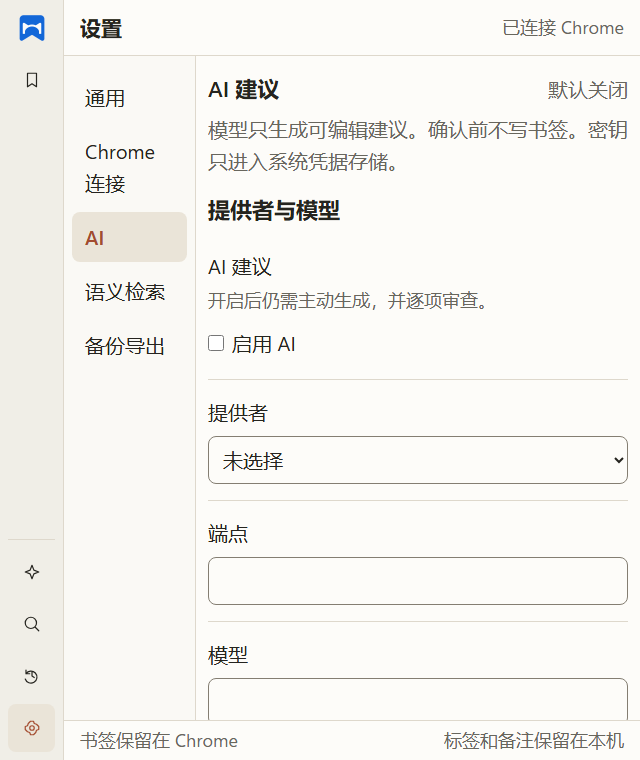 设置
已连接 Chrome
通用
Chrome
连接
AI
语义检索
备份导出
AI 建议
默认关闭
模型只生成可编辑建议。确认前不写书签。密钥
只进入系统凭据存储。
提供者与模型
AI 建议
开启后仍需主动生成，并逐项审查。
启用 AI
提供者
未选择
端点
模型
书签保留在 Chrome
标签和备注保留在本机